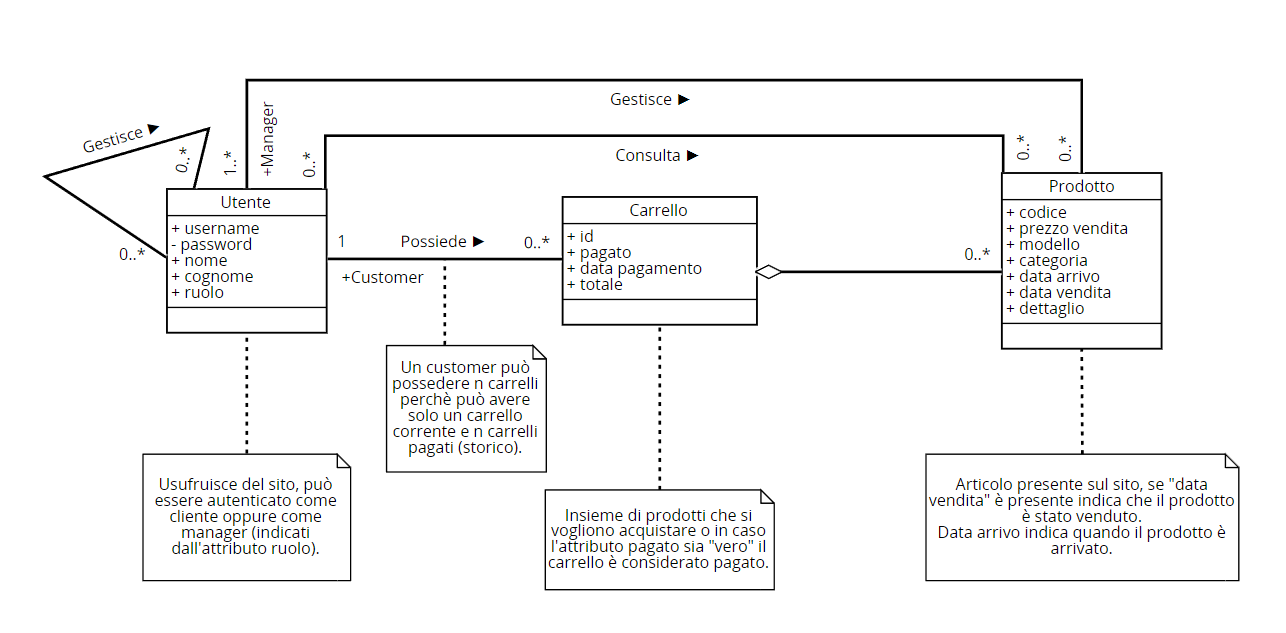 Gestisce ►
+Manager
Gestisce ►
0..*
1..*
0..*
Consulta ►
0..*
0..*
Utente
+ username
- password
+ nome
+ cognome
+ ruolo
0..*
1
Possiede ►
0..*
+Customer
Carrello
+ id
+ pagato
+ data pagamento
+ totale
0..*
Prodotto
+ codice
+ prezzo vendita
+ modello
+ categoria
+ data arrivo
+ data vendita
+ dettaglio
Un customer può
possedere n carrelli
perchè può avere
solo un carrello
corrente e n carrelli
pagati (storico).
Usufruisce del sito, può
essere autenticato come
cliente oppure come
manager (indicati
dall'attributo ruolo).
Insieme di prodotti che si
vogliono acquistare o in caso
l'attributo pagato sia "vero" il
carrello è considerato pagato.
Articolo presente sul sito, se "data
vendita" è presente indica che il prodotto
è stato venduto.
Data arrivo indica quando il prodotto è
arrivato.